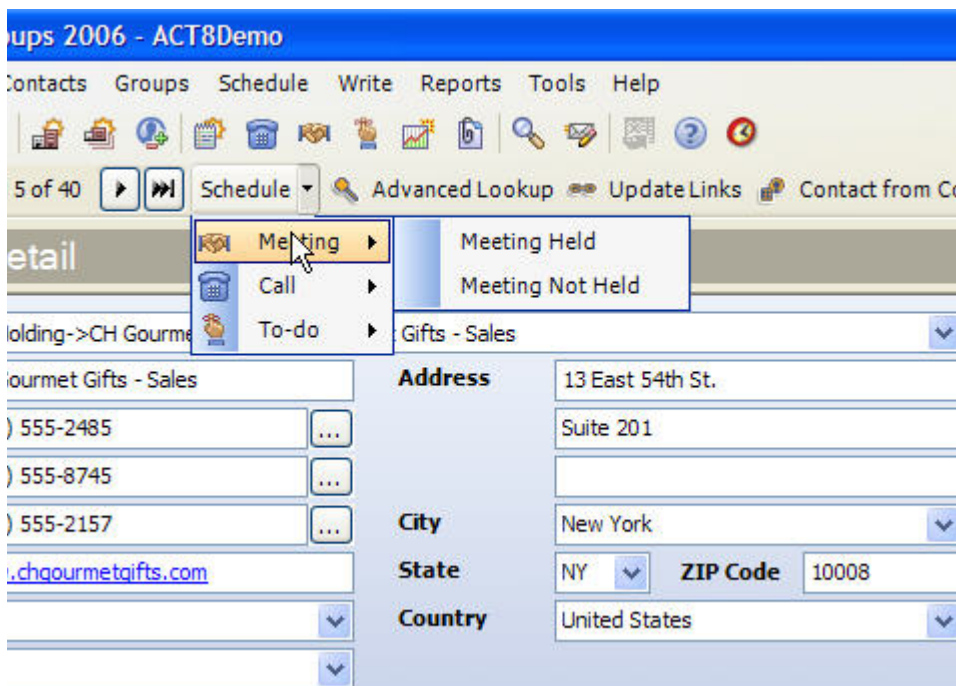 ups 2006 - ACT8Demo
Contacts Groups Schedule Write Reports Tools Help
5 of 40 Schedule Advanced Lookup Update Links Contact from Co
etail
Meeting Meeting Held
Call Meeting Not Held
To-do
olding->CH Gourme t Gifts - Sales
ourmet Gifts - Sales Address 13 East 54th St.
) 555-2485 ... Suite 201
) 555-8745 ...
) 555-2157 ... City New York
.chgourmetgifts.com State NY ZIP Code 10008
Country United States